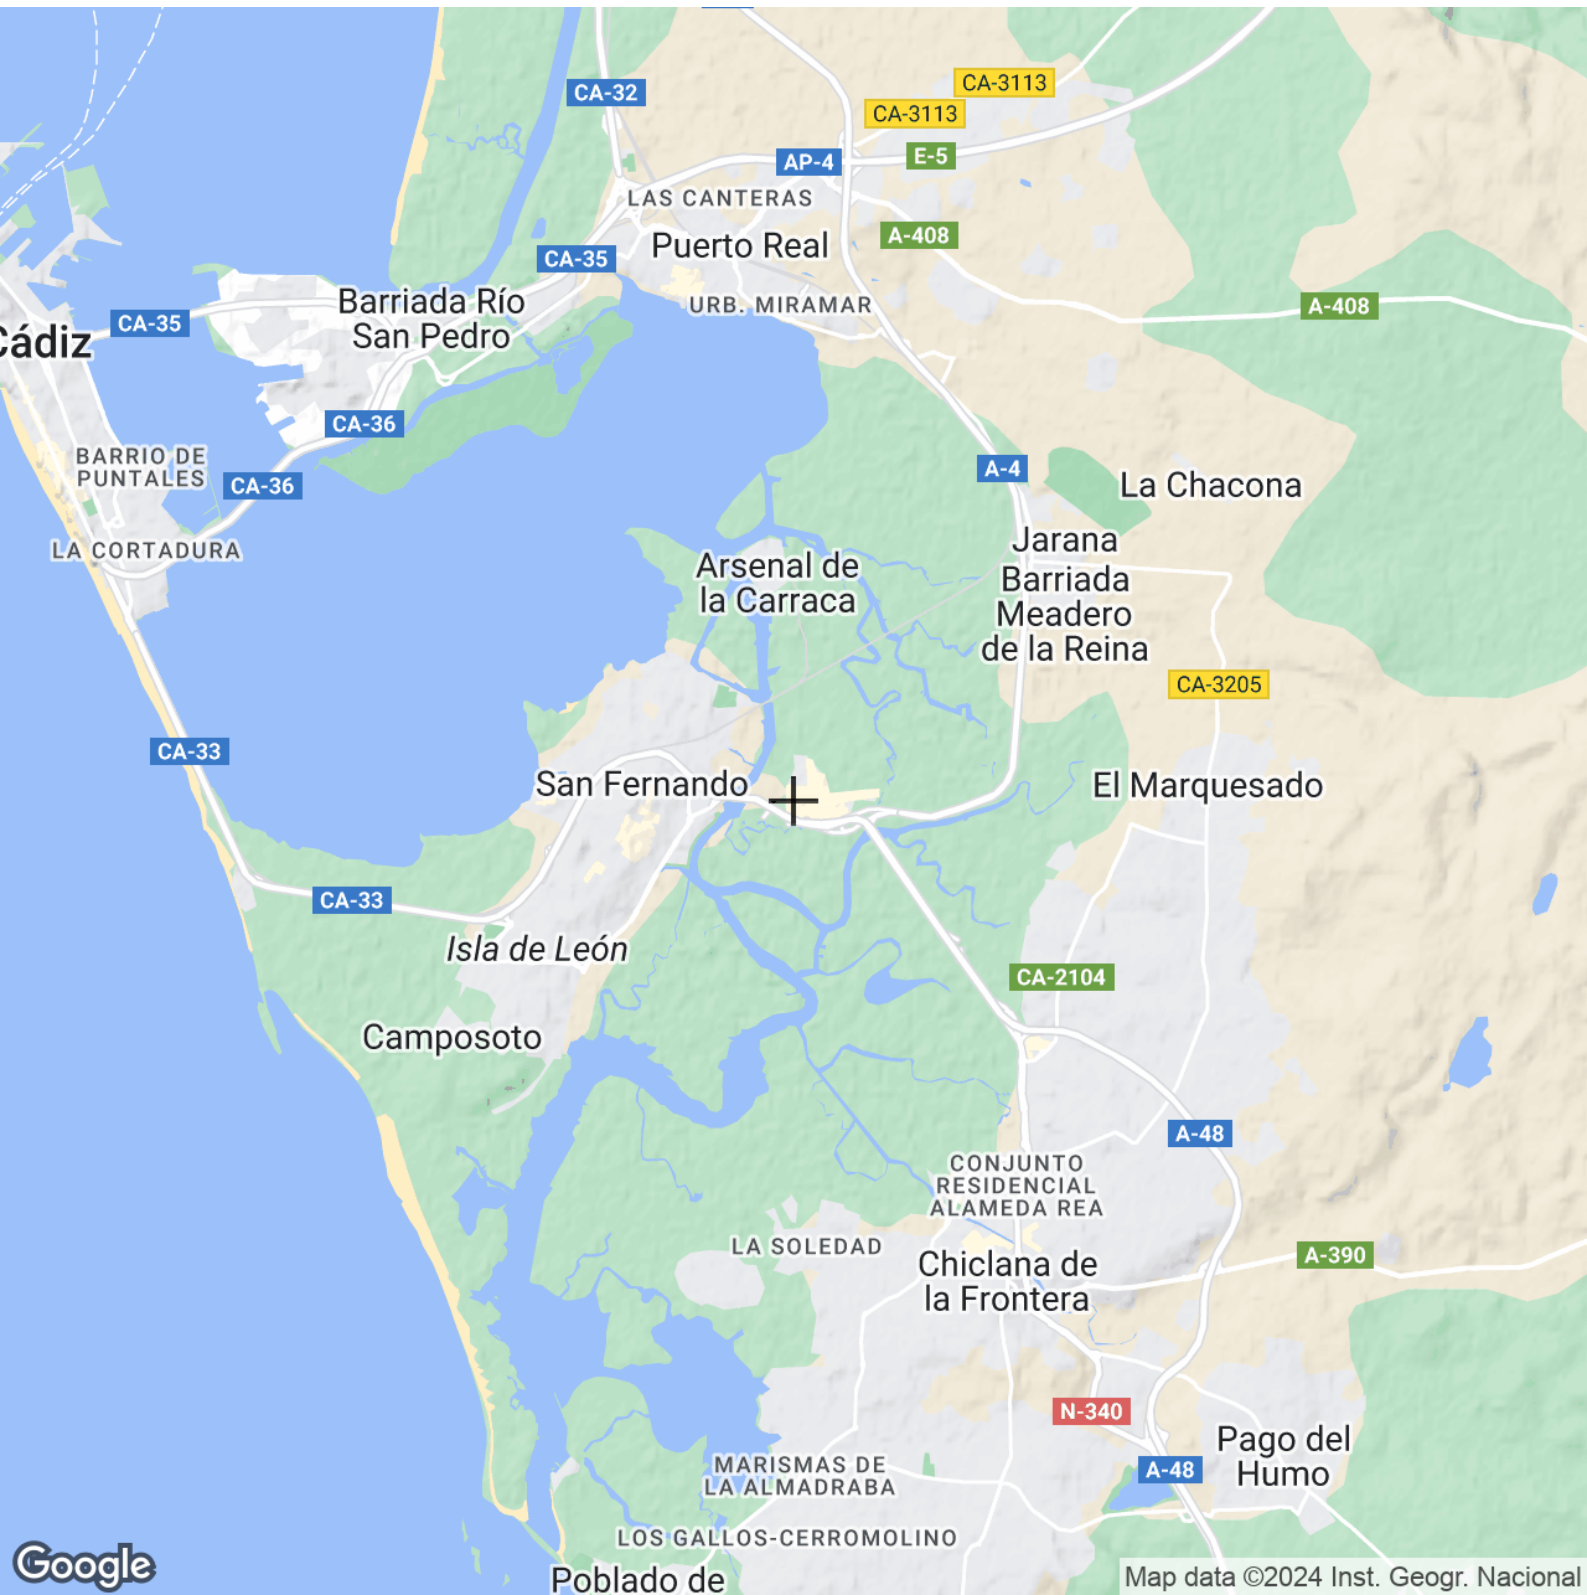 CA-32
CA-3113
CA-3113
AP-4
E-5
LAS CANTERAS
Puerto Real
A-408
CA-35
URB. MIRAMAR
A-408
Barriada Río
San Pedro
CA-35
Cádiz
CA-36
BARRIO DE
PUNTALES
CA-36
A-4
La Chacona
LA CORTADURA
Jarana
Arsenal de
la Carraca
Barriada
Meadero
de la Reina
CA-3205
CA-33
San Fernando
El Marquesado
CA-33
Isla de León
CA-2104
Camposoto
A-48
CONJUNTO
RESIDENCIAL
ALAMEDA REA
LA SOLEDAD
A-390
Chiclana de
la Frontera
N-340
Pago del
Humo
MARISMAS DE
LA ALMADRABA
A-48
LOS GALLOS-CERROMOLINO
Poblado de
Google
Map data ©2024 Inst. Geogr. Nacional